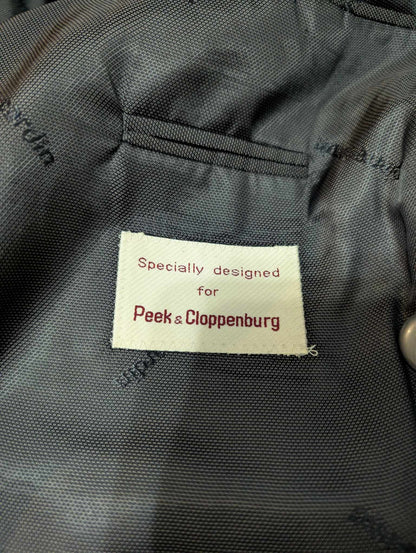 Specially designed
for
Peek & Cloppenburg